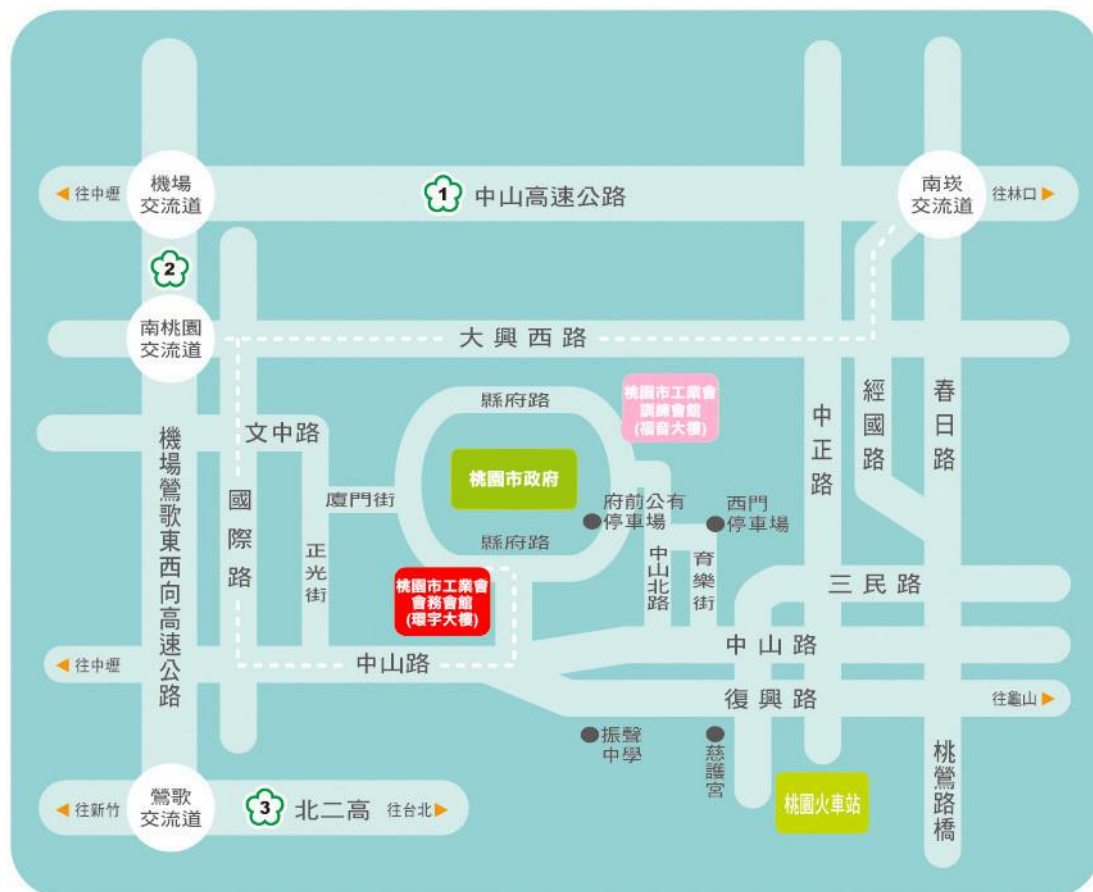 往中壢
機場
交流道
1
中山高速公路
南崁
交流道
往林口
2
南桃園
交流道
大興西路
縣府路
桃園市工業會
訓練會館
(福音大樓)
中正路
經國路
春日路
文中路
桃園市政府
機場鶯歌東西向高速公路
國際路
廈門街
府前公有
停車場
西門
停車場
正光街
縣府路
中山北路
育樂街
三民路
桃園市工業會
會務會館
(環宇大樓)
往中壢
中山路
中山路
復興路
往龜山
振聲
中學
慈護宮
桃鶯路橋
往新竹
鶯歌
交流道
3
北二高
往台北
桃園火車站